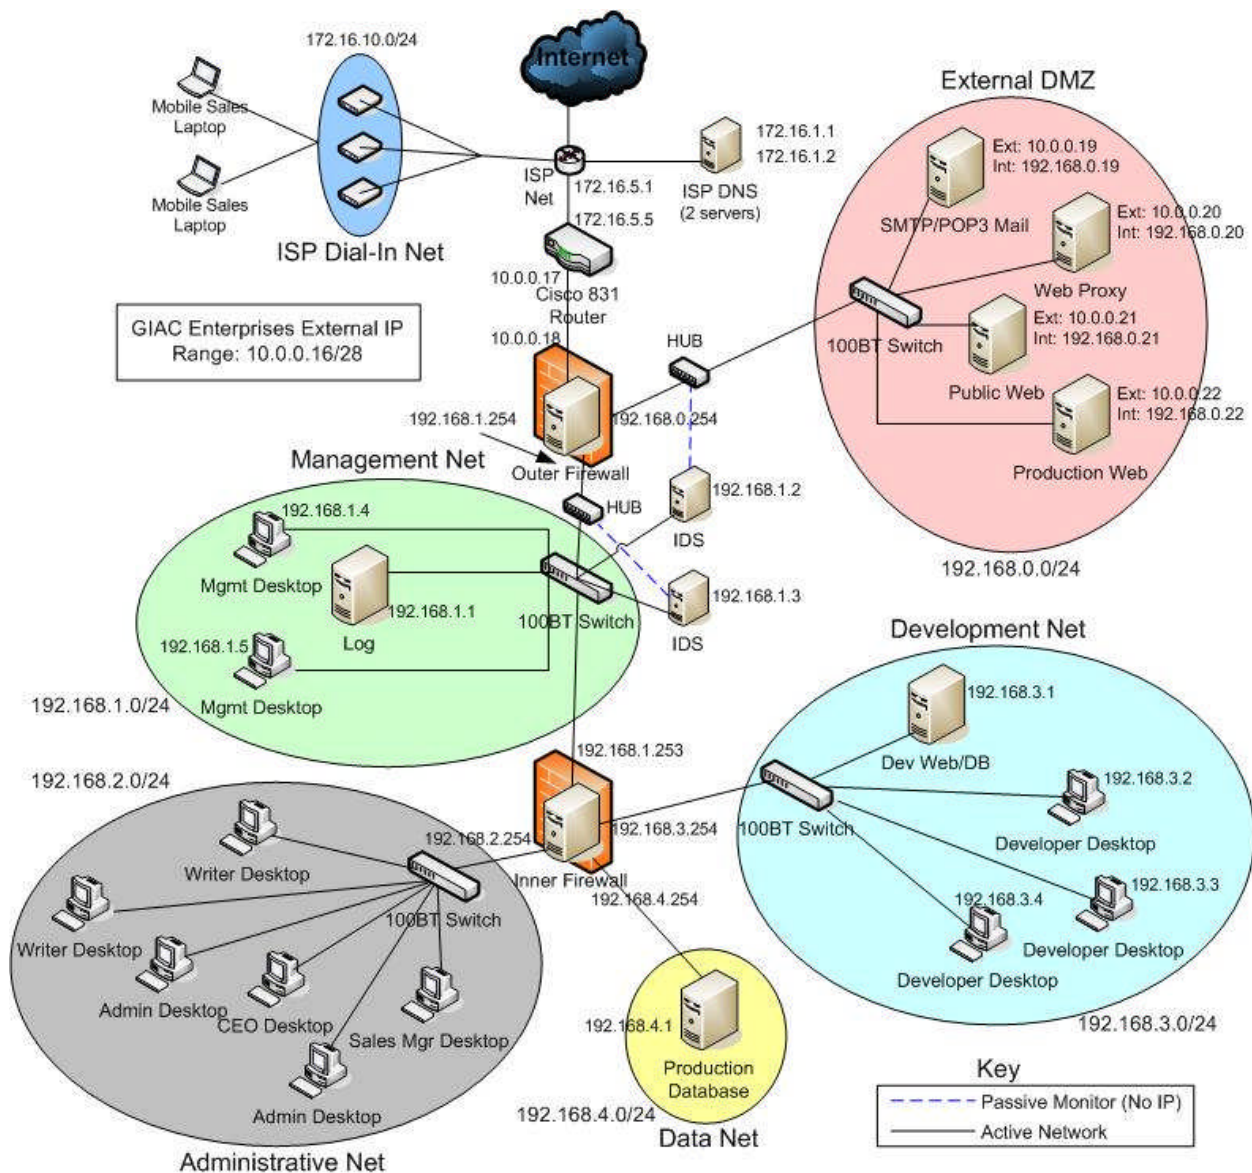 172.16.10.0/24
Internet
Mobile Sales
Laptop
Mobile Sales
Laptop
ISP Dial-In Net
ISP
Net
172.16.1.1
172.16.1.2
ISP DNS
(2 servers)
172.16.5.1
172.16.5.5
10.0.0.17
Cisco 831
Router
10.0.0.18
GIAC Enterprises External IP
Range: 10.0.0.16/28
External DMZ
Ext: 10.0.0.19
Int: 192.168.0.19
SMTP/POP3 Mail
Ext: 10.0.0.20
Int: 192.168.0.20
Web Proxy
Ext: 10.0.0.21
Int: 192.168.0.21
100BT Switch
Public Web
Ext: 10.0.0.22
Int: 192.168.0.22
Production Web
192.168.0.0/24
HUB
192.168.1.254
192.168.0.254
Outer Firewall
Management Net
HUB
192.168.1.2
IDS
192.168.1.4
Mgmt Desktop
192.168.1.1
Log
100BT Switch
192.168.1.3
IDS
192.168.1.5
Mgmt Desktop
192.168.1.0/24
Development Net
192.168.3.1
Dev Web/DB
192.168.3.2
Developer Desktop
100BT Switch
192.168.3.3
Developer Desktop
192.168.3.4
Developer Desktop
192.168.3.0/24
192.168.1.253
192.168.2.254
192.168.3.254
Inner Firewall
192.168.4.254
192.168.2.0/24
Writer Desktop
100BT Switch
Writer Desktop
Admin Desktop
CEO Desktop
Sales Mgr Desktop
Admin Desktop
Administrative Net
192.168.4.1
Production
Database
192.168.4.0/24
Data Net
Key
Passive Monitor (No IP)
Active Network